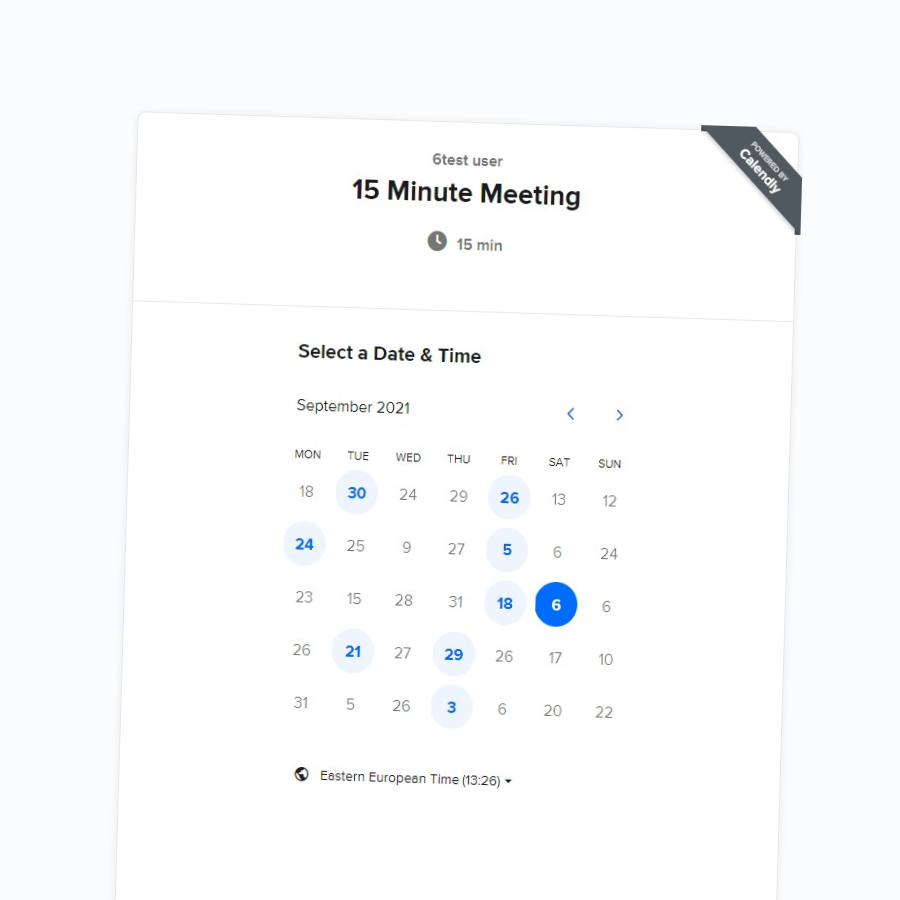 POWERED BY
Calendly
6test user
15 Minute Meeting
15 min
Select a Date & Time
September 2021
MON TUE WED THU FRI SAT SUN
18 30 24 29 26 13 12
24 25 9 27 5 6 24
23 15 28 31 18 6 6
26 21 27 29 26 17 10
31 5 26 3 6 20 22
Eastern European Time (13:26)